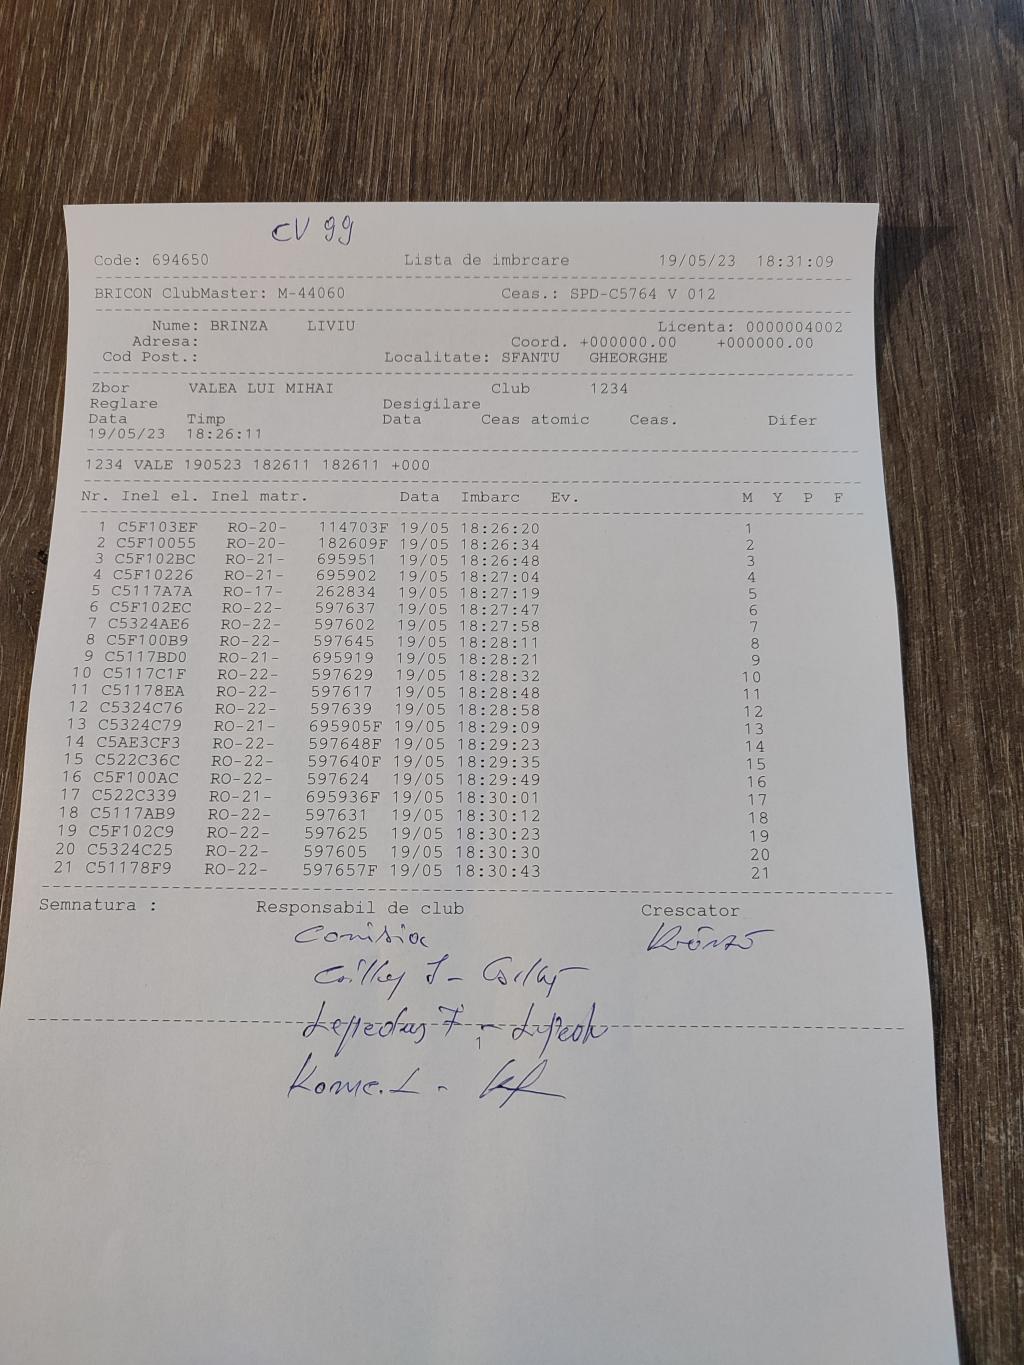 CV 99
Code: 694650 Lista de imbrcare 19/05/23 18:31:09
BRICON ClubMaster: M-44060 Ceas.: SPD-C5764 V 012
Nume: BRINZA LIVIU Licenta: 0000004002
Adresa: Coord. +000000.00 +000000.00
Cod Post.: Localitate: SFANTU GHEORGHE
Zbor VALEA LUI MIHAI Club 1234
Reglare Desigilare
Data Timp Data Ceas atomic Ceas. Difer
19/05/23 18:26:11
1234 VALE 190523 182611 182611 +000
Nr. Inel el. Inel matr. Data Imbarc Ev. M Y P F
1 C5F103EF RO-20- 114703F 19/05 18:26:20 1
2 C5F10055 RO-20- 182609F 19/05 18:26:34 2
3 C5F102BC RO-21- 695951 19/05 18:26:48 3
4 C5F10226 RO-21- 695902 19/05 18:27:04 4
5 C5117A7A RO-17- 262834 19/05 18:27:19 5
6 C5F102EC RO-22- 597637 19/05 18:27:47 6
7 C5324AE6 RO-22- 597602 19/05 18:27:58 7
8 C5F100B9 RO-22- 597645 19/05 18:28:11 8
9 C5117BD0 RO-21- 695919 19/05 18:28:21 9
10 C5117C1F RO-22- 597629 19/05 18:28:32 10
11 C51178EA RO-22- 597617 19/05 18:28:48 11
12 C5324C76 RO-22- 597639 19/05 18:28:58 12
13 C5324C79 RO-21- 695905F 19/05 18:29:09 13
14 C5AE3CF3 RO-22- 597648F 19/05 18:29:23 14
15 C522C36C RO-22- 597640F 19/05 18:29:35 15
16 C5F100AC RO-22- 597624 19/05 18:29:49 16
17 C522C339 RO-21- 695936F 19/05 18:30:01 17
18 C5117AB9 RO-22- 597631 19/05 18:30:12 18
19 C5F102C9 RO-22- 597625 19/05 18:30:23 19
20 C5324C25 RO-22- 597605 19/05 18:30:30 20
21 C51178F9 RO-22- 597657F 19/05 18:30:43 21
Semnatura : Responsabil de club Crescator
Comisia
1